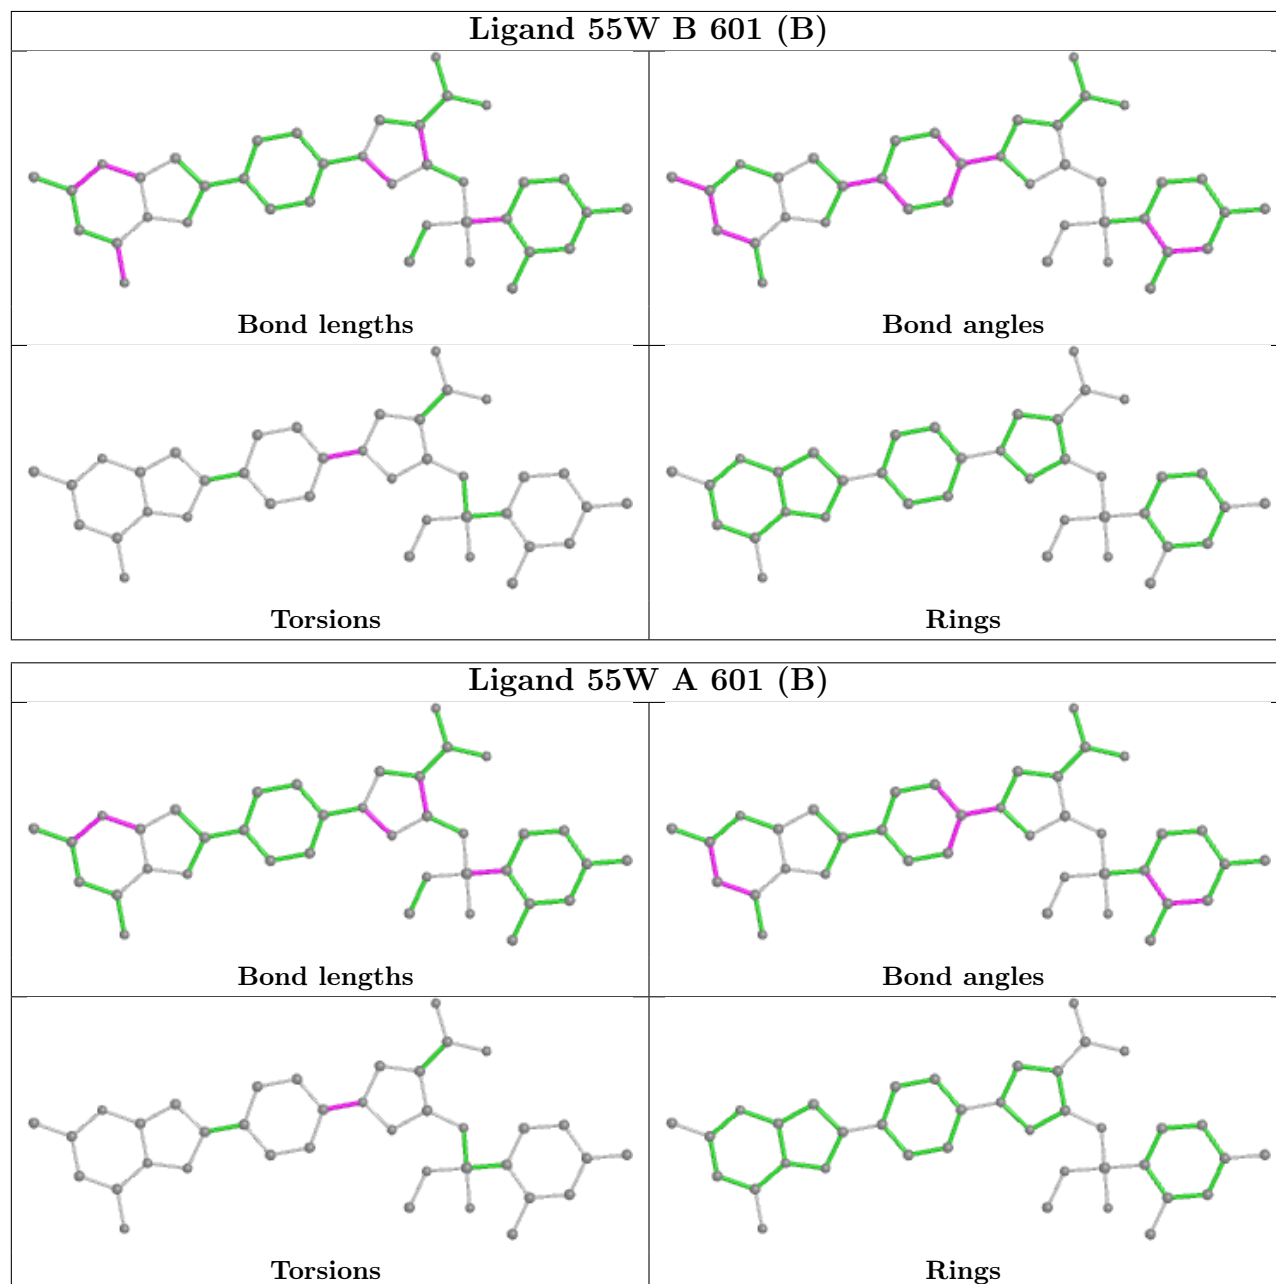 Ligand 55W B 601 (B)
Bond lengths
Bond angles
Torsions
Rings
Ligand 55W A 601 (B)
Bond lengths
Bond angles
Torsions
Rings